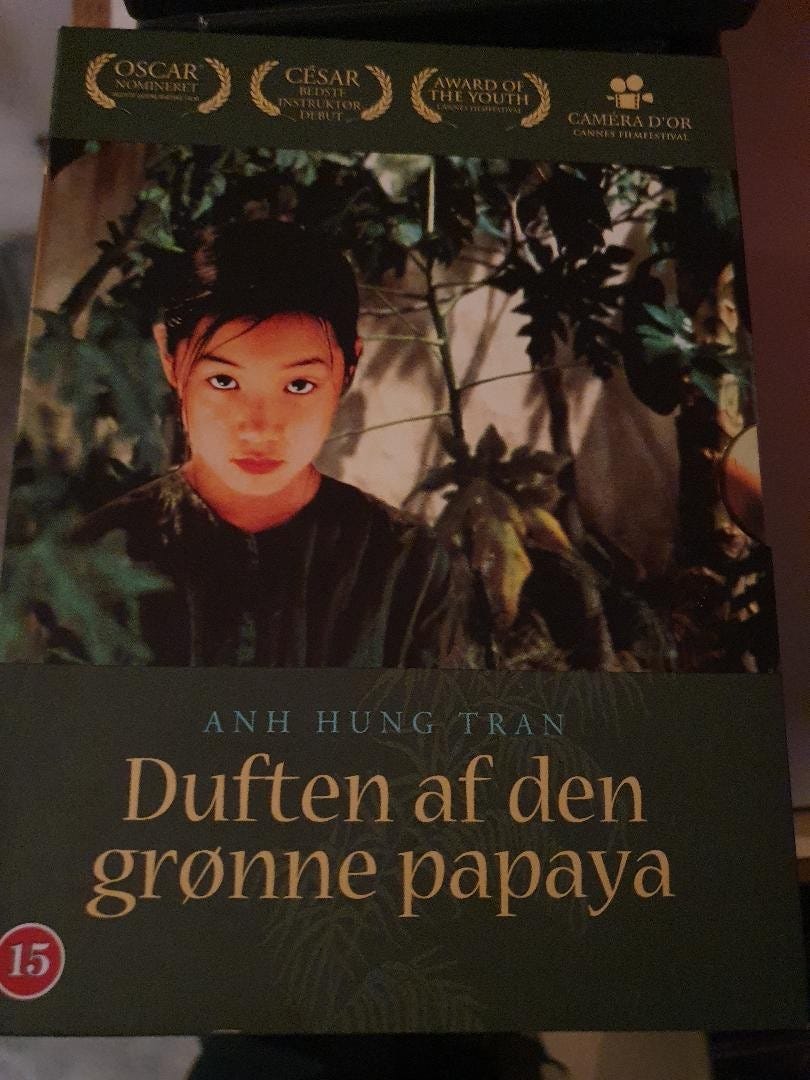 OSCAR
NOMINERET
CÉSAR
BEDSTE
INSTRUKTØR
DEBUT
AWARD OF
THE YOUTH
CANNES FILMFESTIVAL
CAMÉRA D'OR
CANNES FILMFESTIVAL
ANH HUNG TRAN
Duften af den
grønne papaya
15